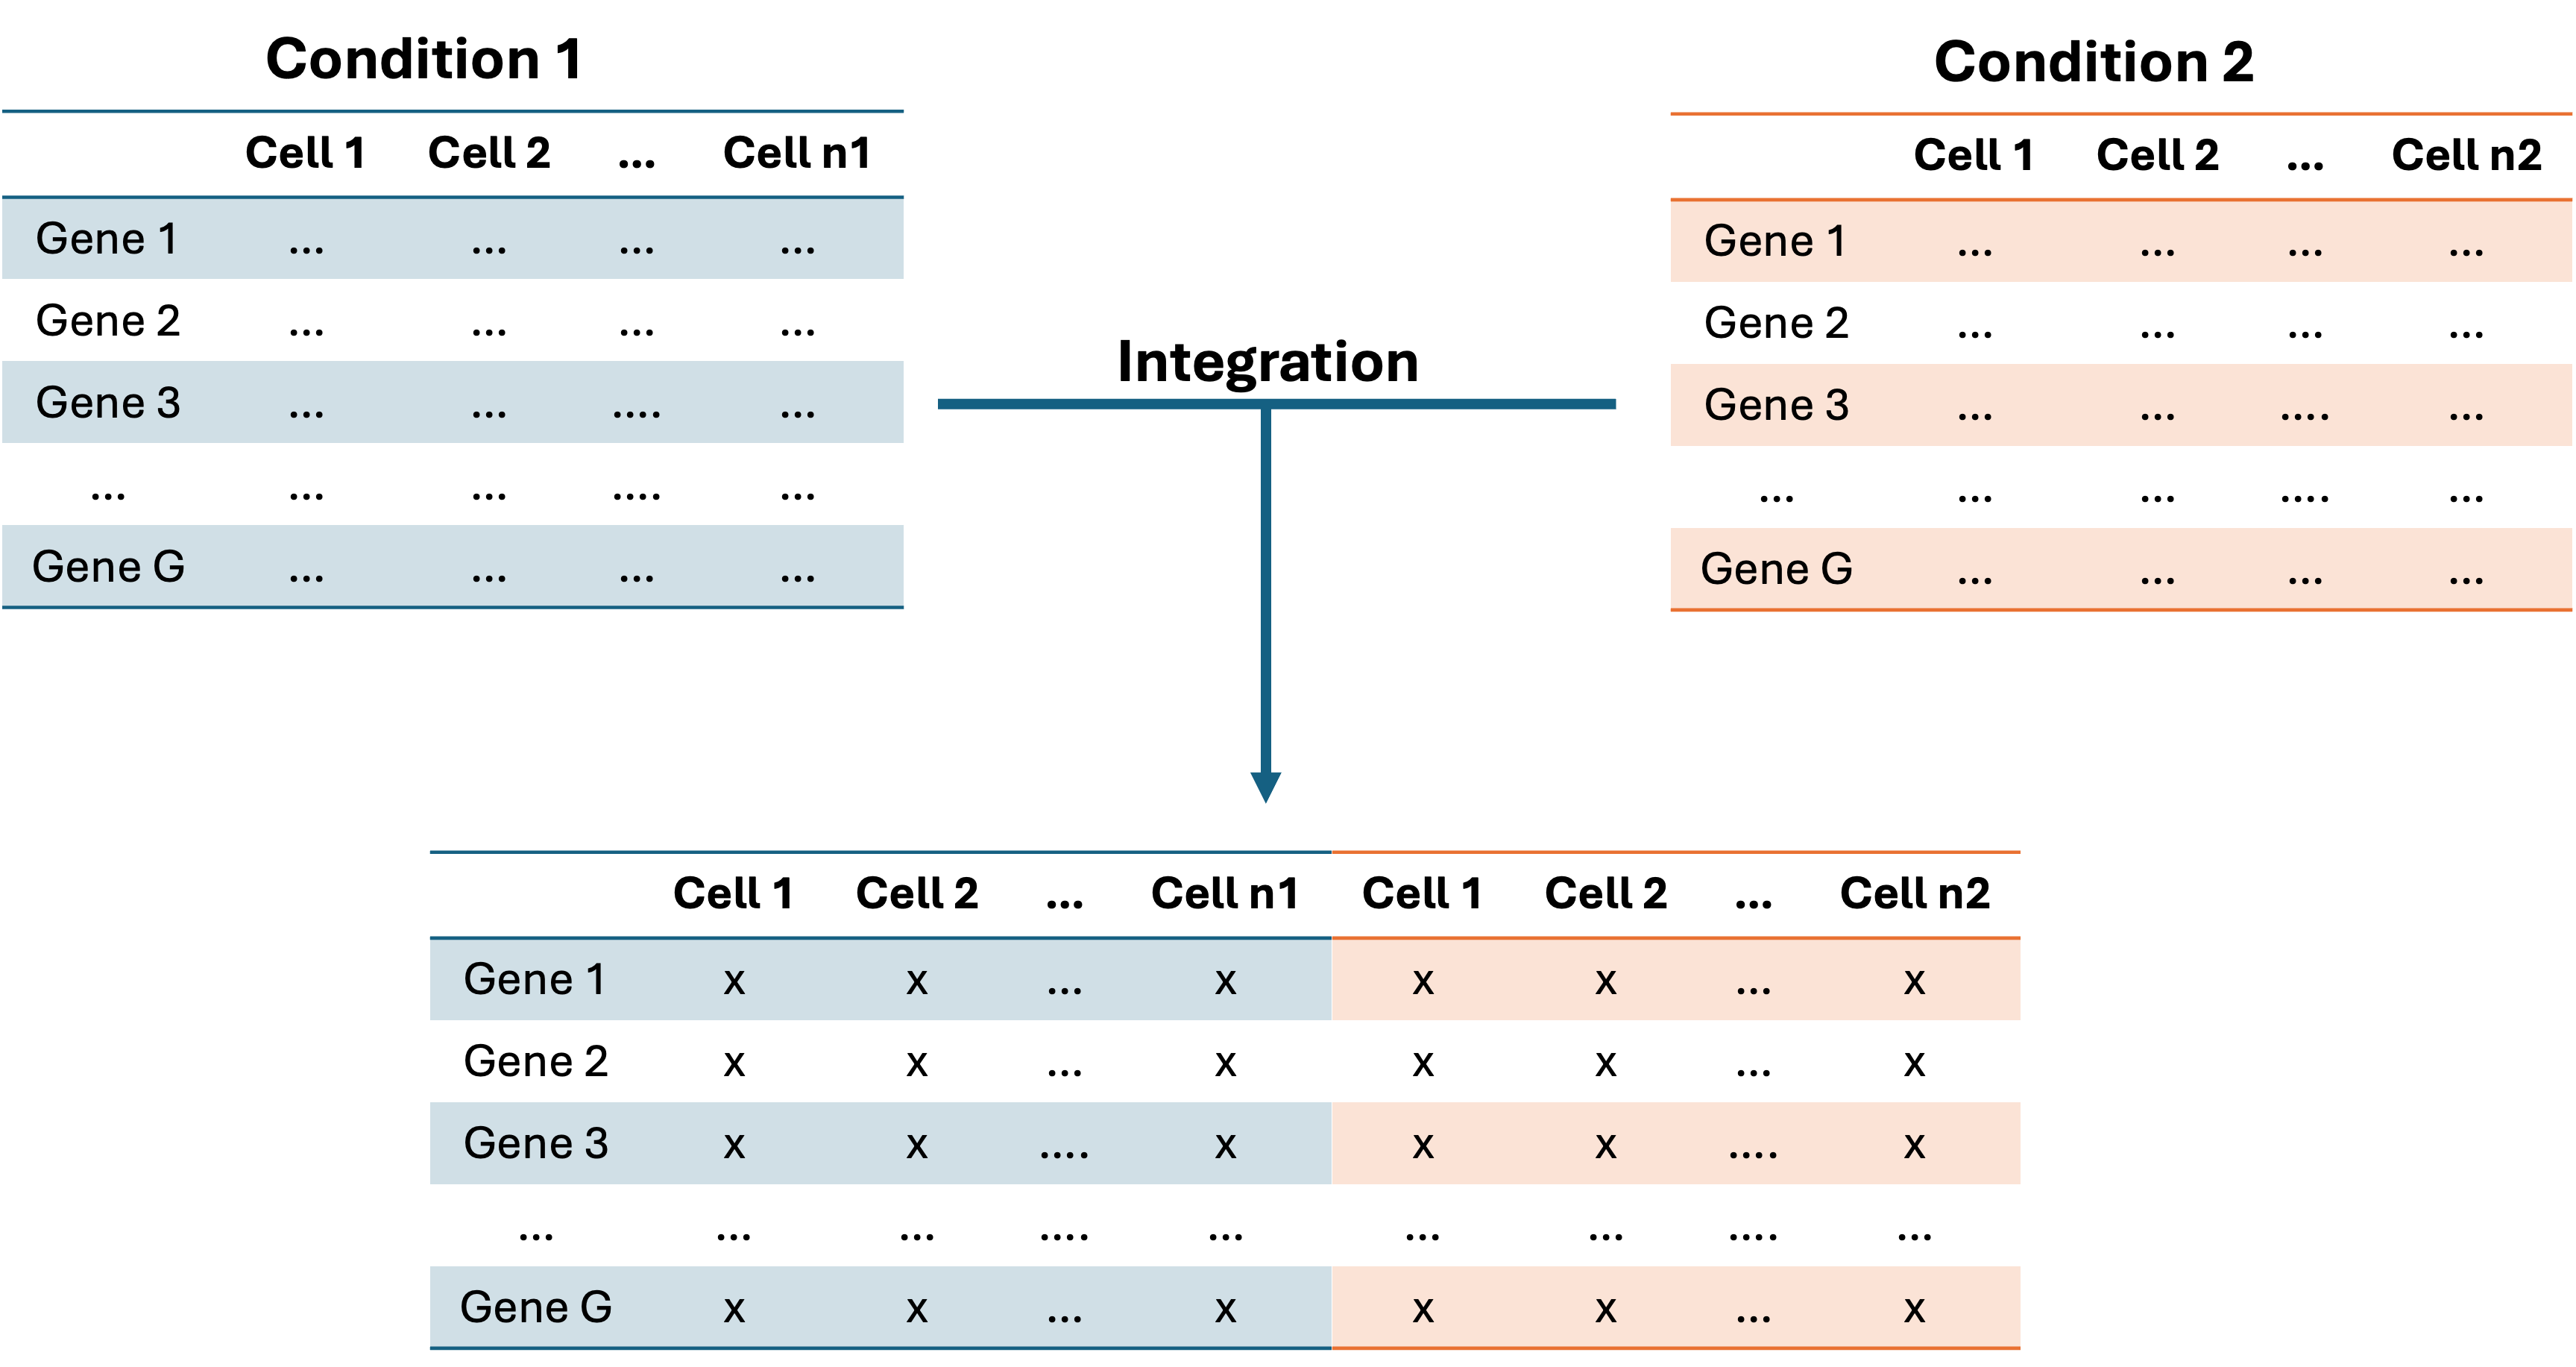 Condition 1
Cell 1 Cell 2 ... Cell n1
Gene 1 ... ... ... ...
Gene 2 ... ... ... ...
Gene 3 ... ... .... ...
... ... ... .... ...
Gene G ... ... ... ...
Condition 2
Cell 1 Cell 2 ... Cell n2
Gene 1 ... ... ... ...
Gene 2 ... ... ... ...
Gene 3 ... ... .... ...
... ... ... .... ...
Gene G ... ... ... ...
Integration
Cell 1 Cell 2 ... Cell n1 Cell 1 Cell 2 ... Cell n2
Gene 1 x x ... x x x ... x
Gene 2 x x ... x x x ... x
Gene 3 x x .... x x x .... x
... ... ... .... ... ... ... .... ...
Gene G x x ... x x x ... x